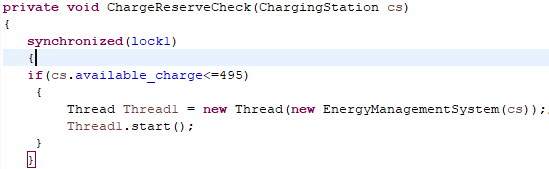 private void ChargeReserveCheck(ChargingStation cs)
{
synchronized(lock1)
{
if(cs.available_charge<=495)
{
Thread Thread1 = new Thread(new EnergyManagementSystem(cs));
Thread1.start();
}
}